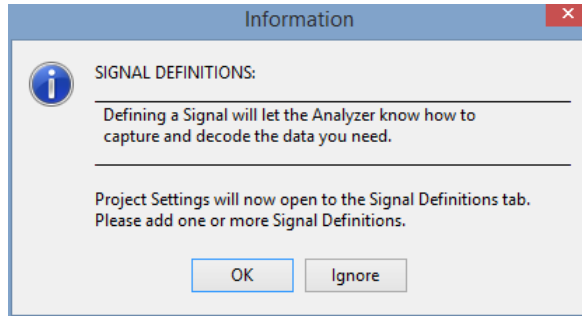 Information
SIGNAL DEFINITIONS:
Defining a Signal will let the Analyzer know how to
capture and decode the data you need.
Project Settings will now open to the Signal Definitions tab.
Please add one or more Signal Definitions.
OK
Ignore